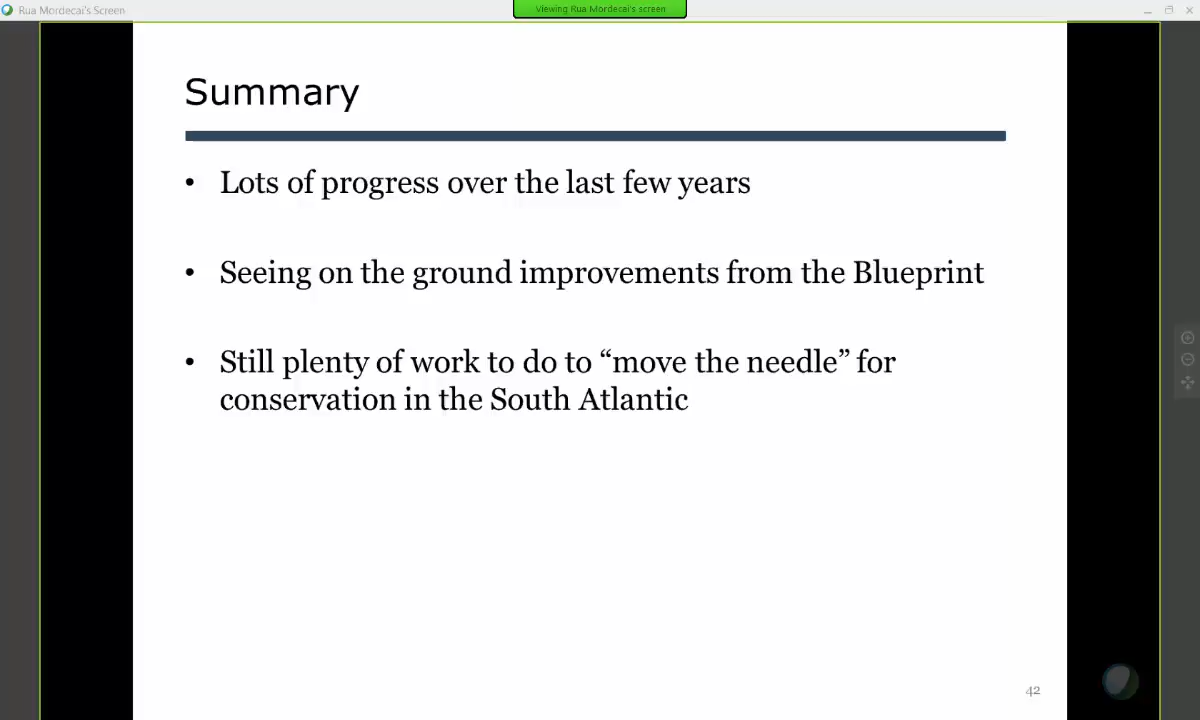 Rua Mordecai's Screen
Viewing Rua Mordecai's screen
Summary
• Lots of progress over the last few years
• Seeing on the ground improvements from the Blueprint
• Still plenty of work to do to “move the needle” for
conservation in the South Atlantic
42